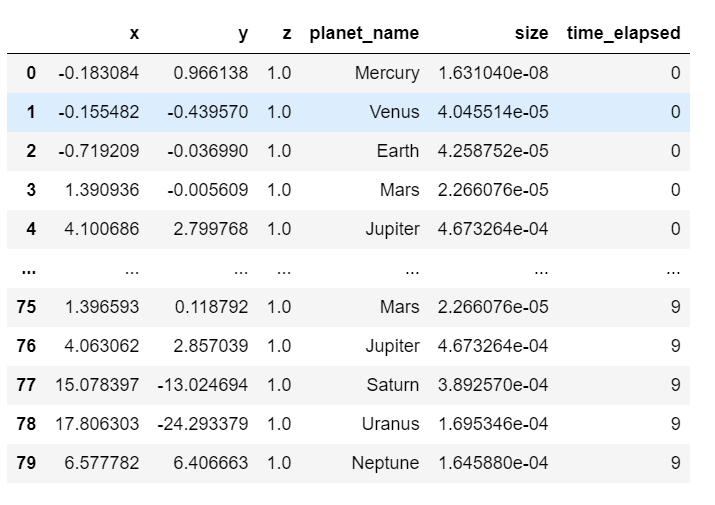 x y z planet_name size time_elapsed
0 -0.183084 0.966138 1.0 Mercury 1.631040e-08 0
1 -0.155482 -0.439570 1.0 Venus 4.045514e-05 0
2 -0.719209 -0.036990 1.0 Earth 4.258752e-05 0
3 1.390936 -0.005609 1.0 Mars 2.266076e-05 0
4 4.100686 2.799768 1.0 Jupiter 4.673264e-04 0
... ... ... ... ... ... ...
75 1.396593 0.118792 1.0 Mars 2.266076e-05 9
76 4.063062 2.857039 1.0 Jupiter 4.673264e-04 9
77 15.078397 -13.024694 1.0 Saturn 3.892570e-04 9
78 17.806303 -24.293379 1.0 Uranus 1.695346e-04 9
79 6.577782 6.406663 1.0 Neptune 1.645880e-04 9